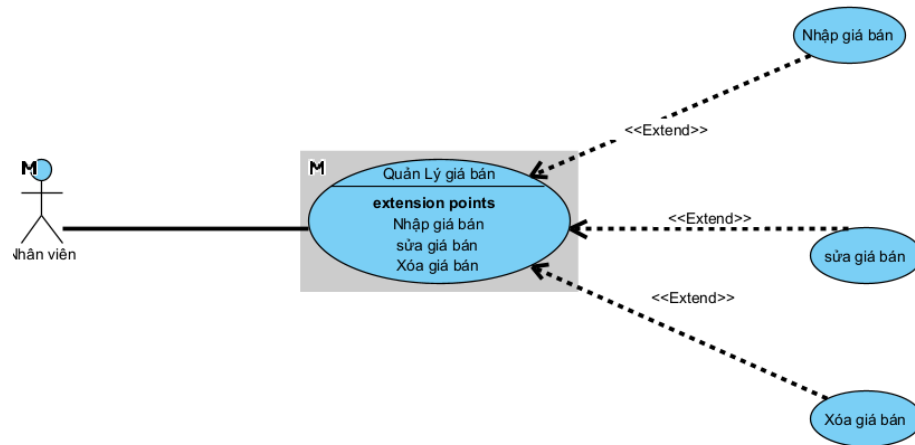 Nhập giá bán
<<Extend>>
M
M
Quản Lý giá bán
extension points
Nhập giá bán
sửa giá bán
Xóa giá bán
Nhân viên
<<Extend>>
sửa giá bán
<<Extend>>
Xóa giá bán